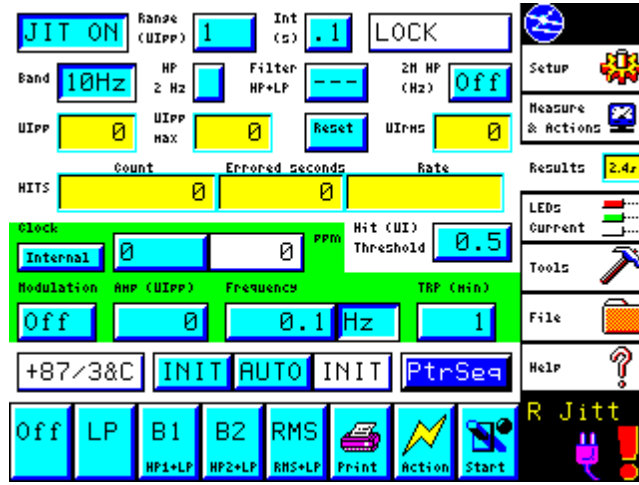 JIT ON Range (UIPP) 1 Int (s) .1 LOCK
Band 10Hz HP 2 Hz Filter HP+LP --- 2M HP (Hz) Off
UIPP 0 UIPP Max 0 Reset UIRMS 0
Count Errored seconds Rate
HITS 0 0
Clock Internal 0 0 PPM Hit (UI) Threshold 0.5
Modulation Amp (UIPP) Frequency TRP (Min)
Off 0 0.1 Hz 1
+87/3&C INIT AUTO INIT PtrSeq
Off LP B1 B2 RMS
HP1+LP HP2+LP RMS+LP Print Action Start
Setup
Measure
& Actions
Results 2.4
LEDs
Current
Tools
File
Help
R Jitt